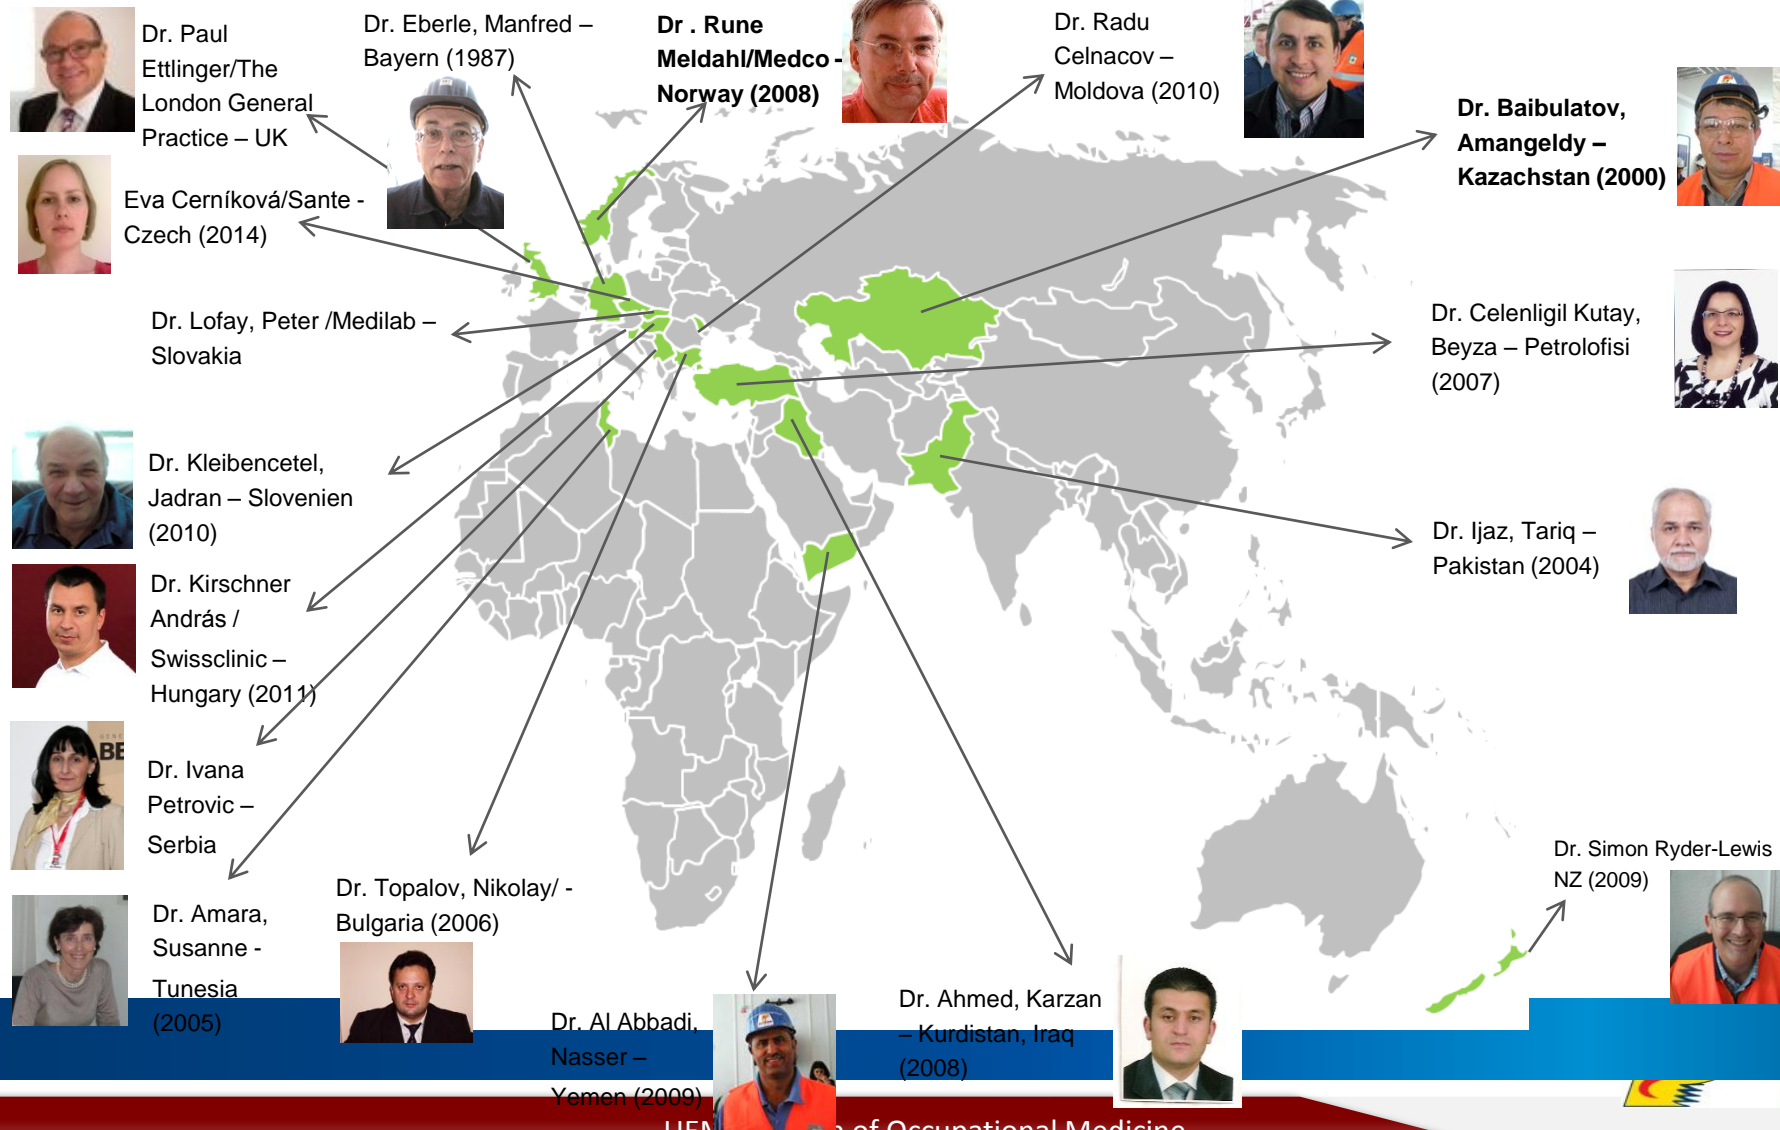 Dr. Paul
Ettlinger/The
London General
Practice – UK
Dr. Eberle, Manfred –
Bayern (1987)
Dr . Rune
Meldahl/Medco -
Norway (2008)
Dr. Radu
Celnacov –
Moldova (2010)
Dr. Baibulatov,
Amangeldy –
Kazachstan (2000)
Eva Cerníková/Sante -
Czech (2014)
Dr. Lofay, Peter /Medilab –
Slovakia
Dr. Celenligil Kutay,
Beyza – Petrolofisi
(2007)
Dr. Kleibencetel,
Jadran – Slovenien
(2010)
Dr. Ijaz, Tariq –
Pakistan (2004)
Dr. Kirschner
András /
Swissclinic –
Hungary (2011)
BE
Dr. Ivana
Petrovic –
Serbia
Dr. Simon Ryder-Lewis
NZ (2009)
Dr. Amara,
Susanne -
Tunesia
(2005)
Dr. Topalov, Nikolay/ -
Bulgaria (2006)
Dr. Al Abbadi,
Nasser –
Yemen (2009)
Dr. Ahmed, Karzan
– Kurdistan, Iraq
(2008)
of Occupational Medicine